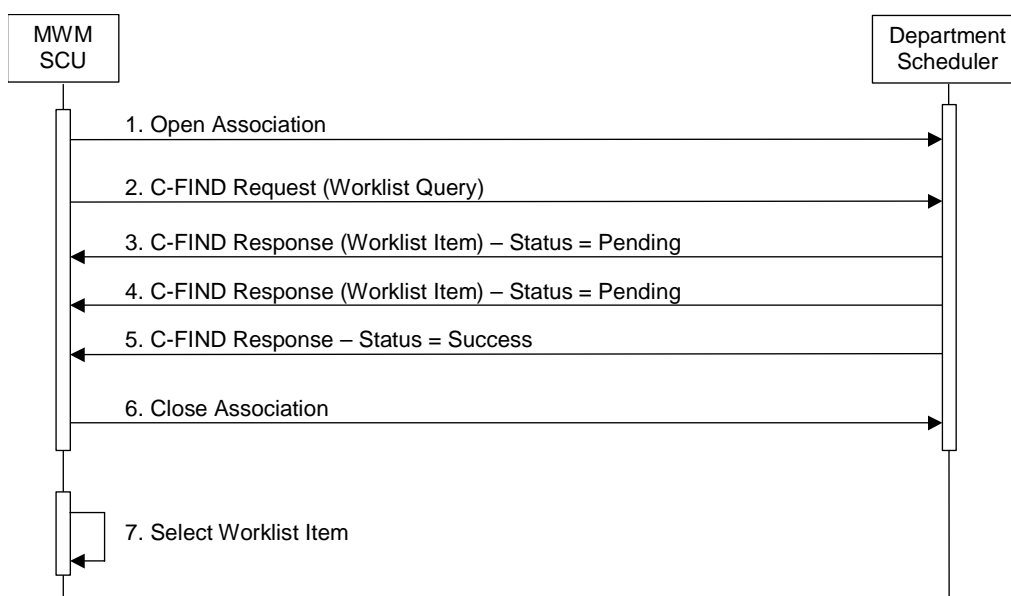 MWM
SCU
Department
Scheduler
1. Open Association
2. C-FIND Request (Worklist Query)
3. C-FIND Response (Worklist Item) – Status = Pending
4. C-FIND Response (Worklist Item) – Status = Pending
5. C-FIND Response – Status = Success
6. Close Association
7. Select Worklist Item